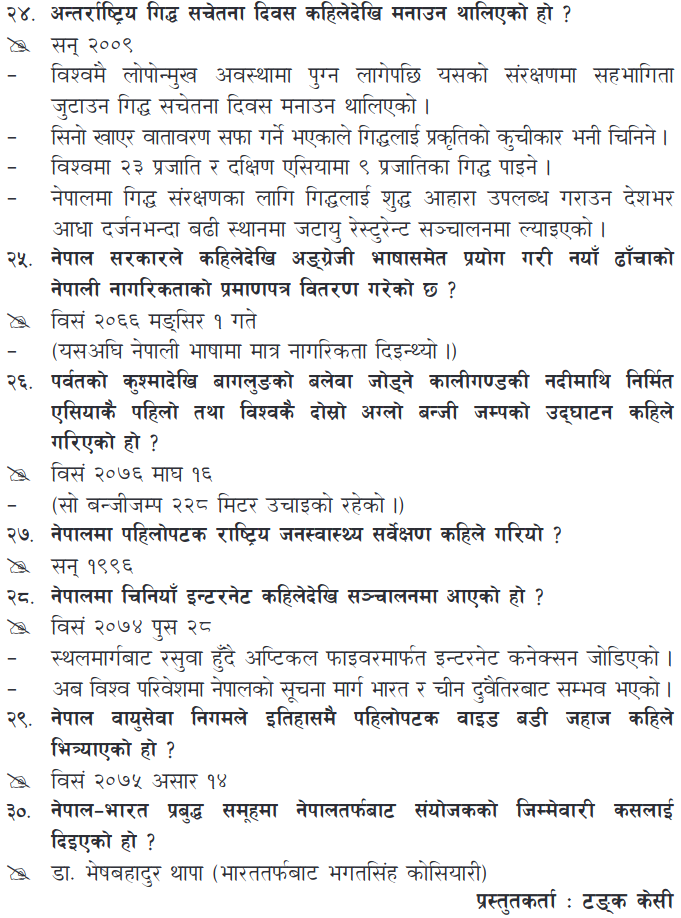 २४. अन्तर्राष्ट्रिय गिद्ध सचेतना दिवस कहिलेदेखि मनाउन थालिएको हो ?
सन् २००९
– विश्वमै लोपोन्मुख अवस्थामा पुग्न लागेपछि यसको संरक्षणमा सहभागिता
जुटाउन गिद्ध सचेतना दिवस मनाउन थालिएको ।
– सिनो खाएर वातावरण सफा गर्ने भएकाले गिद्धलाई प्रकृतिको कुचीकार भनी चिनिने ।
– विश्वमा २३ प्रजाति र दक्षिण एसियामा ९ प्रजातिका गिद्ध पाइने ।
– नेपालमा गिद्ध संरक्षणका लागि गिद्धलाई शुद्ध आहारा उपलब्ध गराउन देशभर
आधा दर्जनभन्दा बढी स्थानमा जटायु रेस्टुरेन्ट सञ्चालनमा ल्याइएको ।
२५. नेपाल सरकारले कहिलेदेखि अङ्ग्रेजी भाषासमेत प्रयोग गरी नयाँ ढाँचाको
नेपाली नागरिकताको प्रमाणपत्र वितरण गरेको छ ?
विसं २०६६ मङ्सिर १ गते
– (यसअघि नेपाली भाषामा मात्र नागरिकता दिइन्थ्यो ।)
२६. पर्वतको कुश्मादेखि बागलुङको बलेवा जोड्ने कालीगण्डकी नदीमाथि निर्मित
एसियाकै पहिलो तथा विश्वकै दोस्रो अग्लो बन्जी जम्पको उद्घाटन कहिले
गरिएको हो ?
विसं २०७६ माघ १६
– (सो बन्जीजम्प २२८ मिटर उचाइको रहेको ।)
२७. नेपालमा पहिलोपटक राष्ट्रिय जनस्वास्थ्य सर्वेक्षण कहिले गरियो ?
सन् १९९६
२८. नेपालमा चिनियाँ इन्टरनेट कहिलेदेखि सञ्चालनमा आएको हो ?
विसं २०७४ पुस २८
– स्थलमार्गबाट रसुवा हुँदै अप्टिकल फाइवरमार्फत इन्टरनेट कनेक्सन जोडिएको ।
– अब विश्व परिवेशमा नेपालको सूचना मार्ग भारत र चीन दुवैतिरबाट सम्भव भएको ।
२९. नेपाल वायुसेवा निगमले इतिहासमै पहिलोपटक वाइड बडी जहाज कहिले
भित्र्याएको हो ?
विसं २०७५ असार १४
३०. नेपाल–भारत प्रबुद्ध समूहमा नेपालतर्फबाट संयोजकको जिम्मेवारी कसलाई
दिइएको हो ?
डा. भेषबहादुर थापा (भारततर्फबाट भगतसिंह कोसियारी)
प्रस्तुतकर्ता : टङ्क केसी